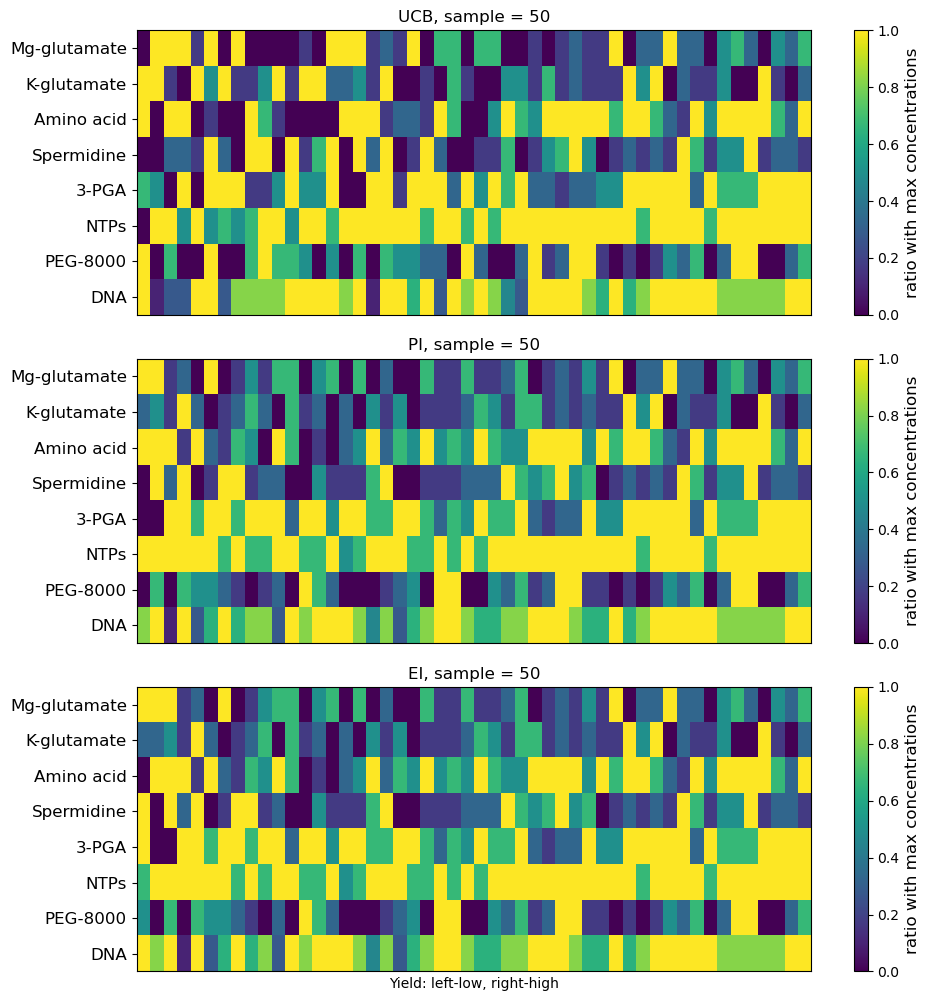 UCB, sample = 50
Mg-glutamate
K-glutamate
Amino acid
Spermidine
3-PGA
NTPs
PEG-8000
DNA
1.0
0.8
0.6
0.4
0.2
0.0
ratio with max concentrations
PI, sample = 50
Mg-glutamate
K-glutamate
Amino acid
Spermidine
3-PGA
NTPs
PEG-8000
DNA
1.0
0.8
0.6
0.4
0.2
0.0
ratio with max concentrations
EI, sample = 50
Mg-glutamate
K-glutamate
Amino acid
Spermidine
3-PGA
NTPs
PEG-8000
DNA
1.0
0.8
0.6
0.4
0.2
0.0
ratio with max concentrations
Yield: left-low, right-high